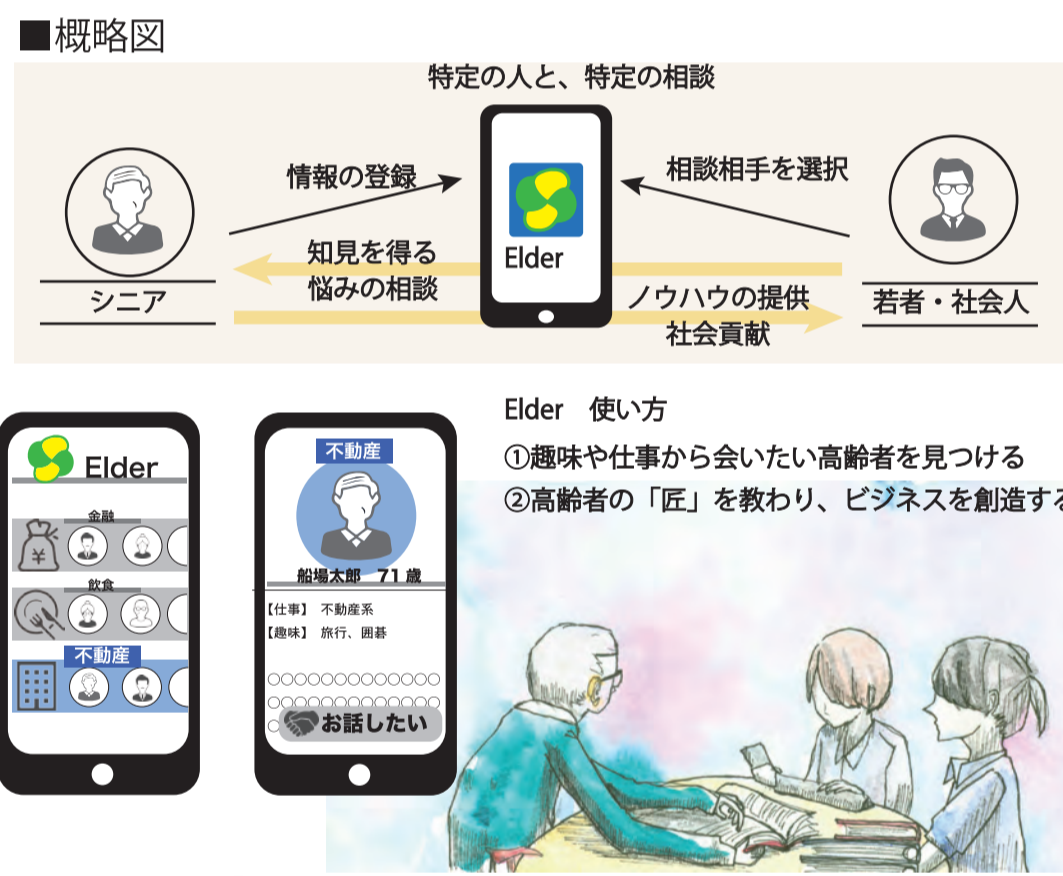 ■概略図
特定の人と、特定の相談
情報の登録
相談相手を選択
知見を得る
悩みの相談
Elder
ノウハウの提供
社会貢献
シニア
若者・社会人
Elder 使い方
①趣味や仕事から会いたい高齢者を見つける
②高齢者の「匠」を教わり、ビジネスを創造する
Elder
金融
¥
飲食
不動産
不動産
船場太郎 71歳
【仕事】 不動産系
【趣味】 旅行、囲碁
○○○○○○○○○○○○○
○○○○○○○○○○○○○
○
お話したい